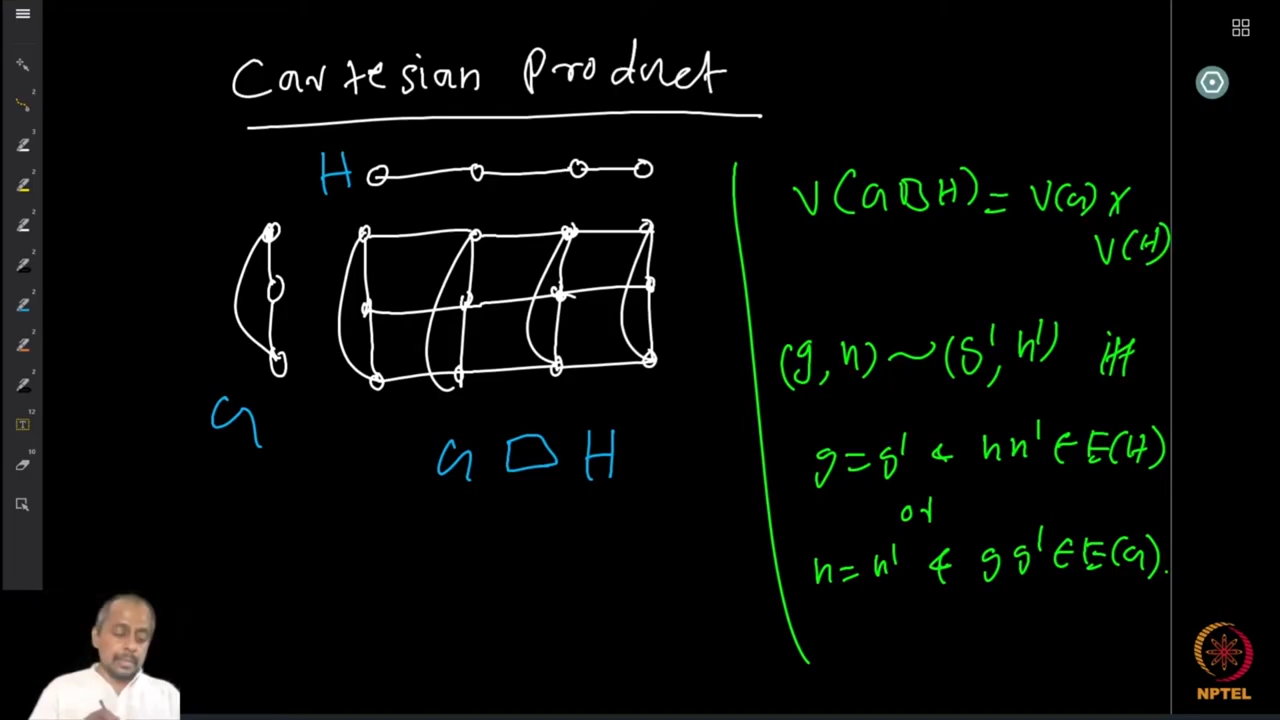 Cartesian Product
H
G
G □ H
V(G □ H) = V(G) ×
V(H)
(g, h) ~ (g', h') iff
g = g' & hh' ∈ E(H)
or
h = h' & gg' ∈ E(G).
NPTEL